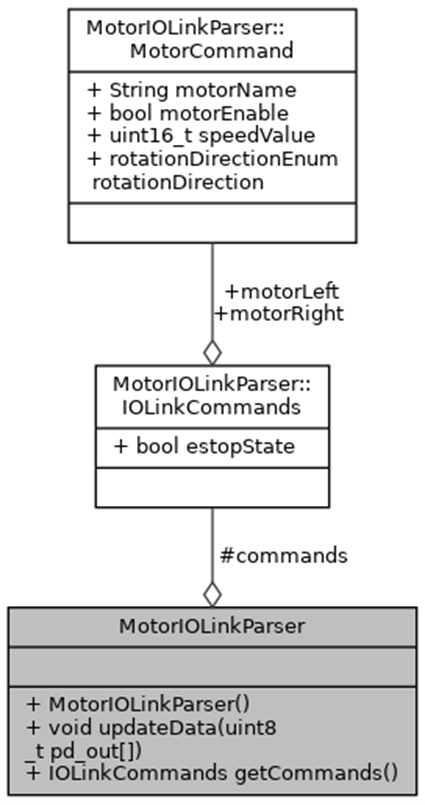 MotorIOLinkParser::
MotorCommand
+ String motorName
+ bool motorEnable
+ uint16_t speedValue
+ rotationDirectionEnum
rotationDirection
+motorLeft
+motorRight
MotorIOLinkParser::
IOLinkCommands
+ bool estopState
#commands
MotorIOLinkParser
+ MotorIOLinkParser()
+ void updateData(uint8
_t pd_out[])
+ IOLinkCommands getCommands()